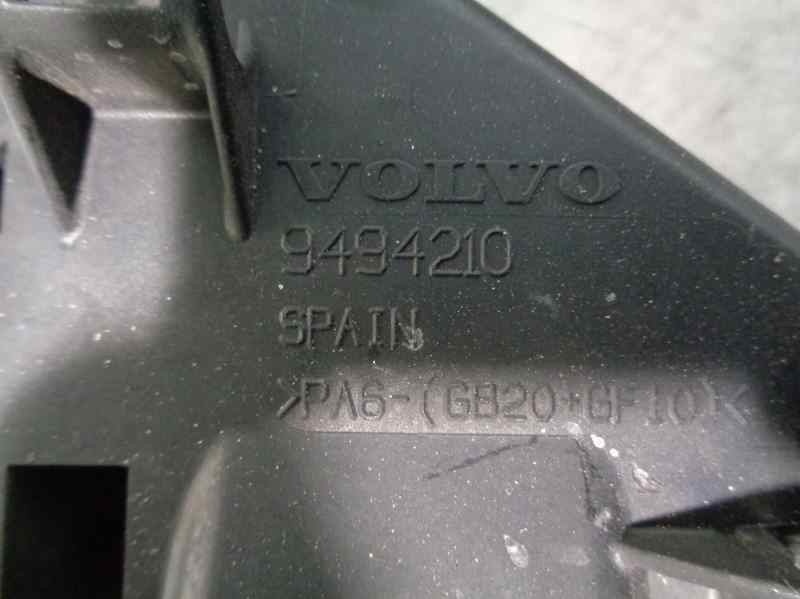 VOLVO
9494210
SPAIN
>PA6-(GB20+GF10)<